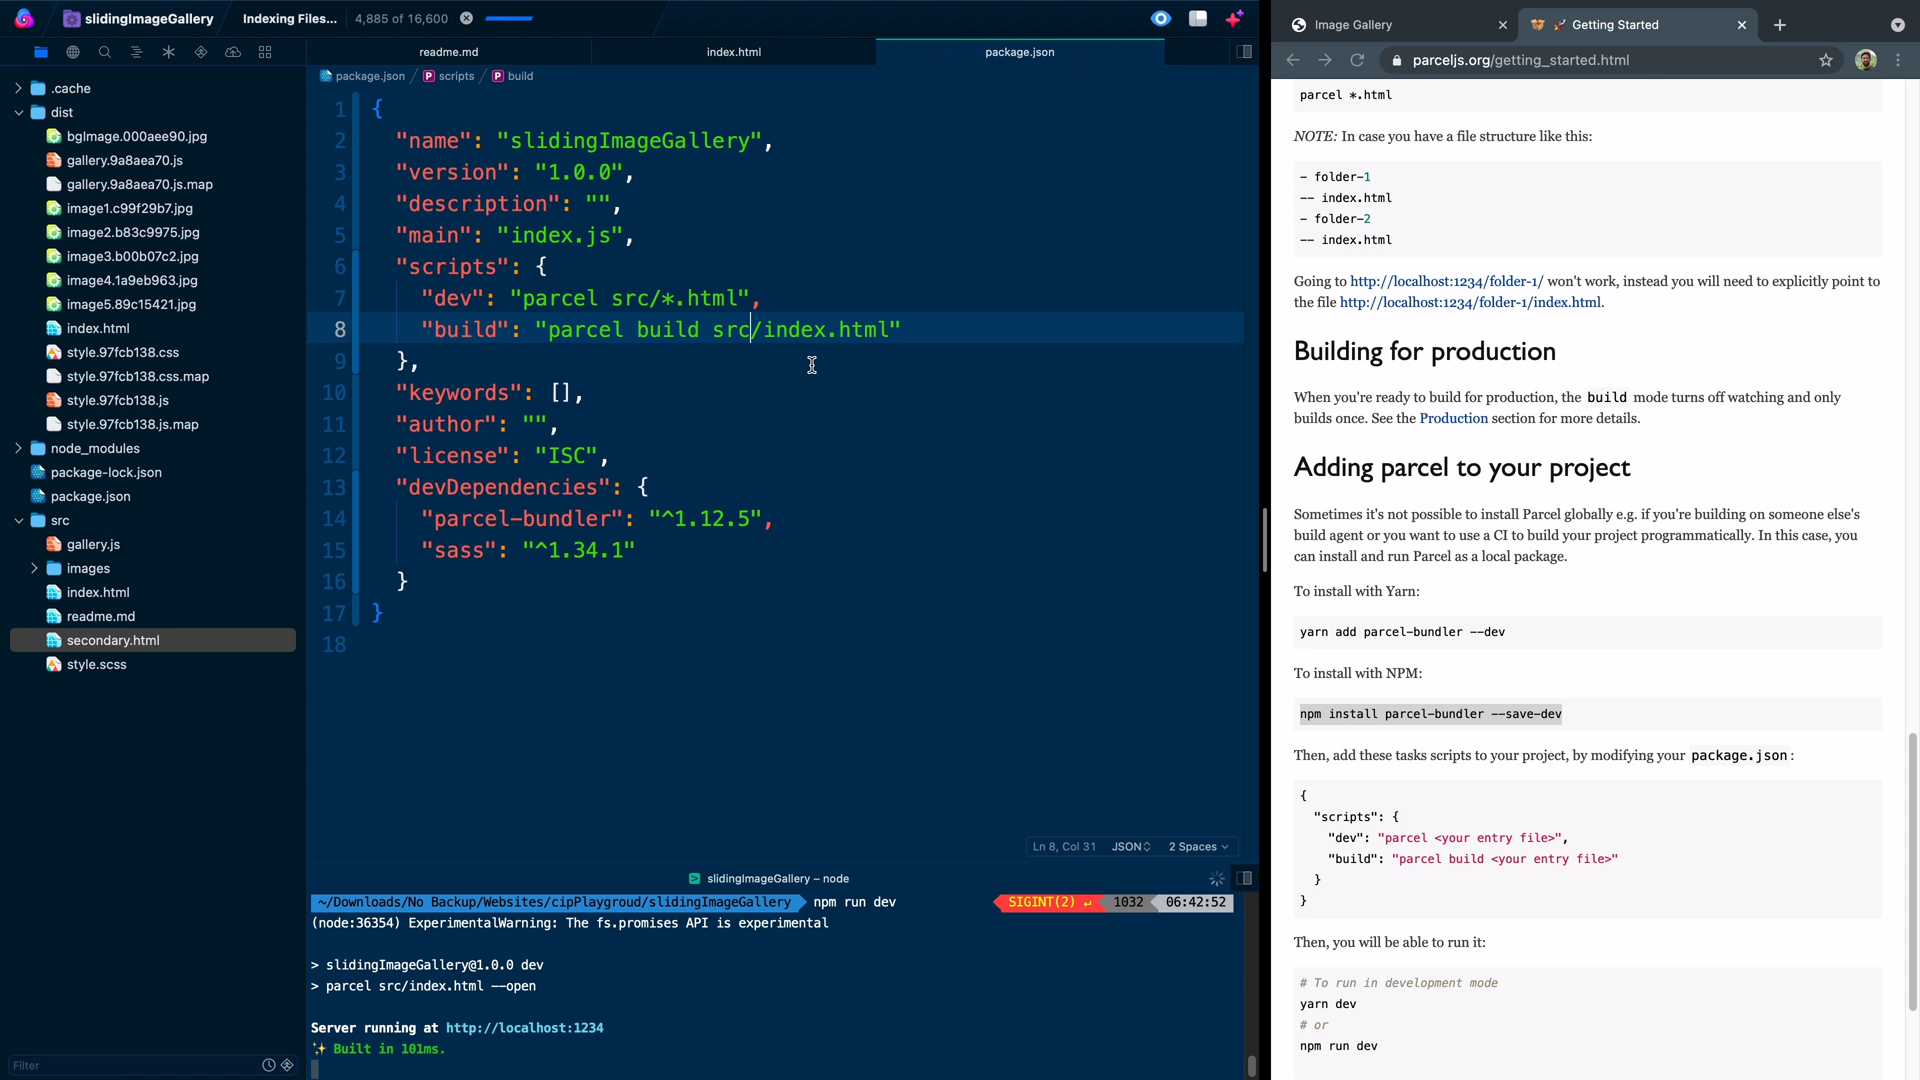 slidingImageGallery
Indexing Files...
4,885 of 16,600
readme.md
index.html
package.json
package.json
scripts
build
.cache
dist
bgImage.000aee90.jpg
gallery.9a8aea70.js
gallery.9a8aea70.js.map
image1.c99f29b7.jpg
image2.b83c9975.jpg
image3.b00b07c2.jpg
image4.1a9eb963.jpg
image5.89c15421.jpg
index.html
style.97fcb138.css
style.97fcb138.css.map
style.97fcb138.js
style.97fcb138.js.map
node_modules
package-lock.json
package.json
src
gallery.js
images
index.html
readme.md
secondary.html
style.scss
Filter
1 {
2 "name": "slidingImageGallery",
3 "version": "1.0.0",
4 "description": "",
5 "main": "index.js",
6 "scripts": {
7 "dev": "parcel src/*.html",
8 "build": "parcel build src/index.html"
9 },
10 "keywords": [],
11 "author": "",
12 "license": "ISC",
13 "devDependencies": {
14 "parcel-bundler": "^1.12.5",
15 "sass": "^1.34.1"
16 }
17 }
18
Ln 8, Col 31 JSON 2 Spaces
slidingImageGallery – node
~/Downloads/No Backup/Websites/cipPlaygroud/slidingImageGallery npm run dev SIGINT(2) ↵ 1032 06:42:52
(node:36354) ExperimentalWarning: The fs.promises API is experimental
> slidingImageGallery@1.0.0 dev
> parcel src/index.html --open
Server running at http://localhost:1234
✨ Built in 101ms.
Image Gallery
🚀 Getting Started
parceljs.org/getting_started.html
parcel *.html
NOTE: In case you have a file structure like this:
- folder-1
-- index.html
- folder-2
-- index.html
Going to http://localhost:1234/folder-1/ won't work, instead you will need to explicitly point to
the file http://localhost:1234/folder-1/index.html.
Building for production
When you're ready to build for production, the build mode turns off watching and only
builds once. See the Production section for more details.
Adding parcel to your project
Sometimes it's not possible to install Parcel globally e.g. if you're building on someone else's
build agent or you want to use a CI to build your project programmatically. In this case, you
can install and run Parcel as a local package.
To install with Yarn:
yarn add parcel-bundler --dev
To install with NPM:
npm install parcel-bundler --save-dev
Then, add these tasks scripts to your project, by modifying your package.json:
{
"scripts": {
"dev": "parcel <your entry file>",
"build": "parcel build <your entry file>"
}
}
Then, you will be able to run it:
# To run in development mode
yarn dev
# or
npm run dev